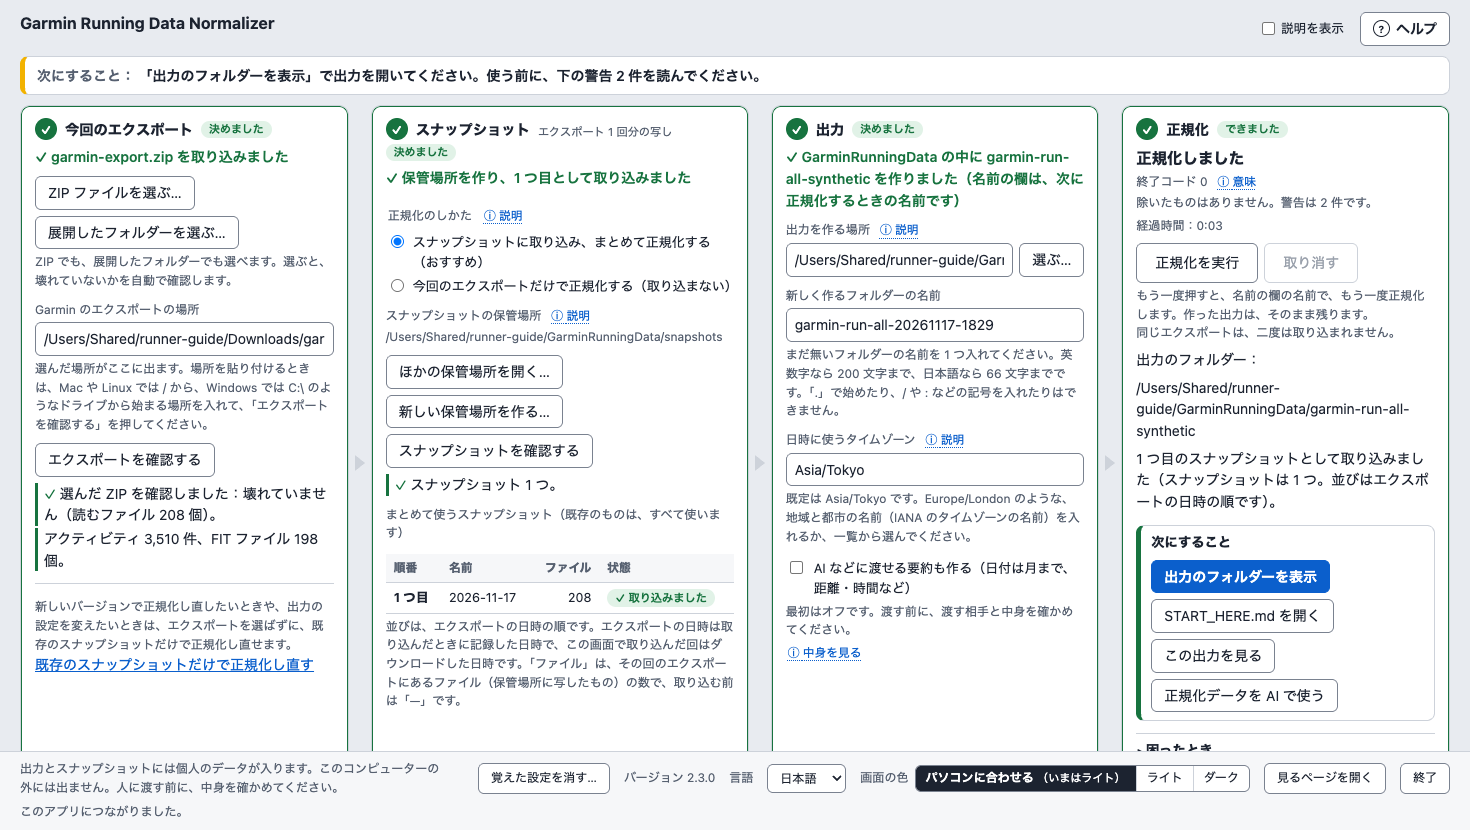 Garmin Running Data Normalizer
説明を表示
? ヘルプ
次にすること： 「出力のフォルダーを表示」で出力を開いてください。使う前に、下の警告 2 件を読んでください。
今回のエクスポート 決めました
✓ garmin-export.zip を取り込みました
ZIP ファイルを選ぶ...
展開したフォルダーを選ぶ...
ZIP でも、展開したフォルダーでも選べます。選ぶと、
壊れていないかを自動で確認します。
Garmin のエクスポートの場所
/Users/Shared/runner-guide/Downloads/gar
選んだ場所がここに出ます。場所を貼り付けるとき
は、Mac や Linux では / から、Windows では C:\ のよ
うなドライブから始まる場所を入れて、「エクスポート
を確認する」を押してください。
エクスポートを確認する
✓ 選んだ ZIP を確認しました：壊れていませ
ん（読むファイル 208 個）。
アクティビティ 3,510 件、FIT ファイル 198
個。
新しいバージョンで正規化し直したいときや、出力の
設定を変えたいときは、エクスポートを選ばずに、既
存のスナップショットだけで正規化し直せます。
既存のスナップショットだけで正規化し直す
スナップショット エクスポート 1 回分の写し
決めました
✓ 保管場所を作り、1 つ目として取り込みました
正規化のしかた ⓘ 説明
スナップショットに取り込み、まとめて正規化する
（おすすめ）
今回のエクスポートだけで正規化する（取り込まない）
スナップショットの保管場所 ⓘ 説明
/Users/Shared/runner-guide/GarminRunningData/snapshots
ほかの保管場所を開く...
新しい保管場所を作る...
スナップショットを確認する
✓ スナップショット 1 つ。
まとめて使うスナップショット（既存のものは、すべて使いま
す）
順番 名前 ファイル 状態
1 つ目 2026-11-17 208 ✓ 取り込みました
並びは、エクスポートの日時の順です。エクスポートの日時は取
り込んだときに記録した日時で、この画面で取り込んだ回はダ
ウンロードした日時です。「ファイル」は、その回のエクスポー
トにあるファイル（保管場所に写したもの）の数で、取り込む前
は「—」です。
出力 決めました
✓ GarminRunningData の中に garmin-run-
all-synthetic を作りました（名前の欄は、次に
正規化するときの名前です）
出力を作る場所 ⓘ 説明
/Users/Shared/runner-guide/Garı 選ぶ...
新しく作るフォルダーの名前
garmin-run-all-20261117-1829
まだ無いフォルダーの名前を 1 つ入れてください。英
数字なら 200 文字まで、日本語なら 66 文字までで
す。「.」で始めたり、/ や : などの記号を入れたりはで
きません。
日時に使うタイムゾーン ⓘ 説明
Asia/Tokyo
既定は Asia/Tokyo です。Europe/London のような、
地域と都市の名前（IANA のタイムゾーンの名前）を入
れるか、一覧から選んでください。
AI などに渡せる要約も作る（日付は月まで、
距離・時間など）
最初はオフです。渡す前に、渡す相手と中身を確かめ
てください。
ⓘ 中身を見る
正規化 できました
正規化しました
終了コード 0 ⓘ 意味
除いたものはありません。警告は 2 件です。
経過時間：0:03
正規化を実行 取り消す
もう一度押すと、名前の欄の名前で、もう一度正規化
します。作った出力は、そのまま残ります。
同じエクスポートは、二度は取り込まれません。
出力のフォルダー：
/Users/Shared/runner-
guide/GarminRunningData/garmin-run-all-
synthetic
1 つ目のスナップショットとして取り込みまし
た（スナップショットは 1 つ。並びはエクスポ
ートの日時の順です）。
次にすること
出力のフォルダーを表示
START_HERE.md を開く
この出力を見る
正規化データを AI で使う
困ったとき
出力とスナップショットには個人のデータが入ります。このコンピューターの
外には出ません。人に渡す前に、中身を確かめてください。
このアプリにつながりました。
覚えた設定を消す... バージョン 2.3.0 言語 日本語 画面の色 パソコンに合わせる （いまはライト） ライト ダーク 見るページを開く 終了